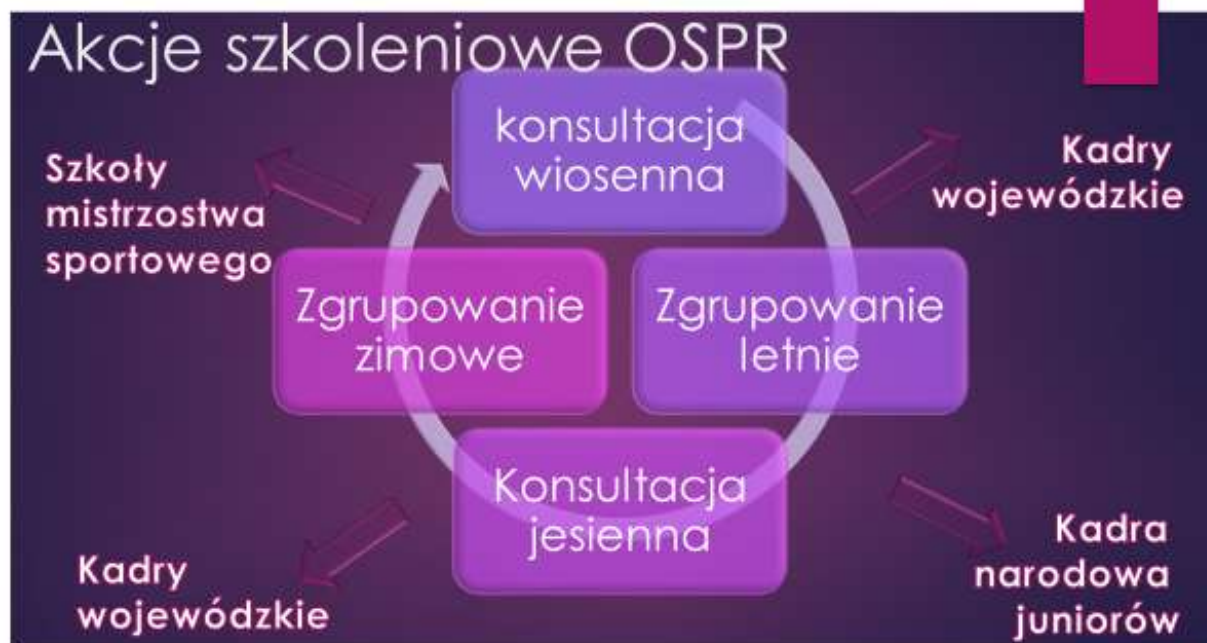 Akcje szkoleniowe OSPR
konsultacja
wiosenna
Szkoły
mistrzostwa
sportowego
Kadry
wojewódzkie
Zgrupowanie
zimowe
Zgrupowanie
letnie
Konsultacja
jesienna
Kadry
wojewódzkie
Kadra
narodowa
juniorów